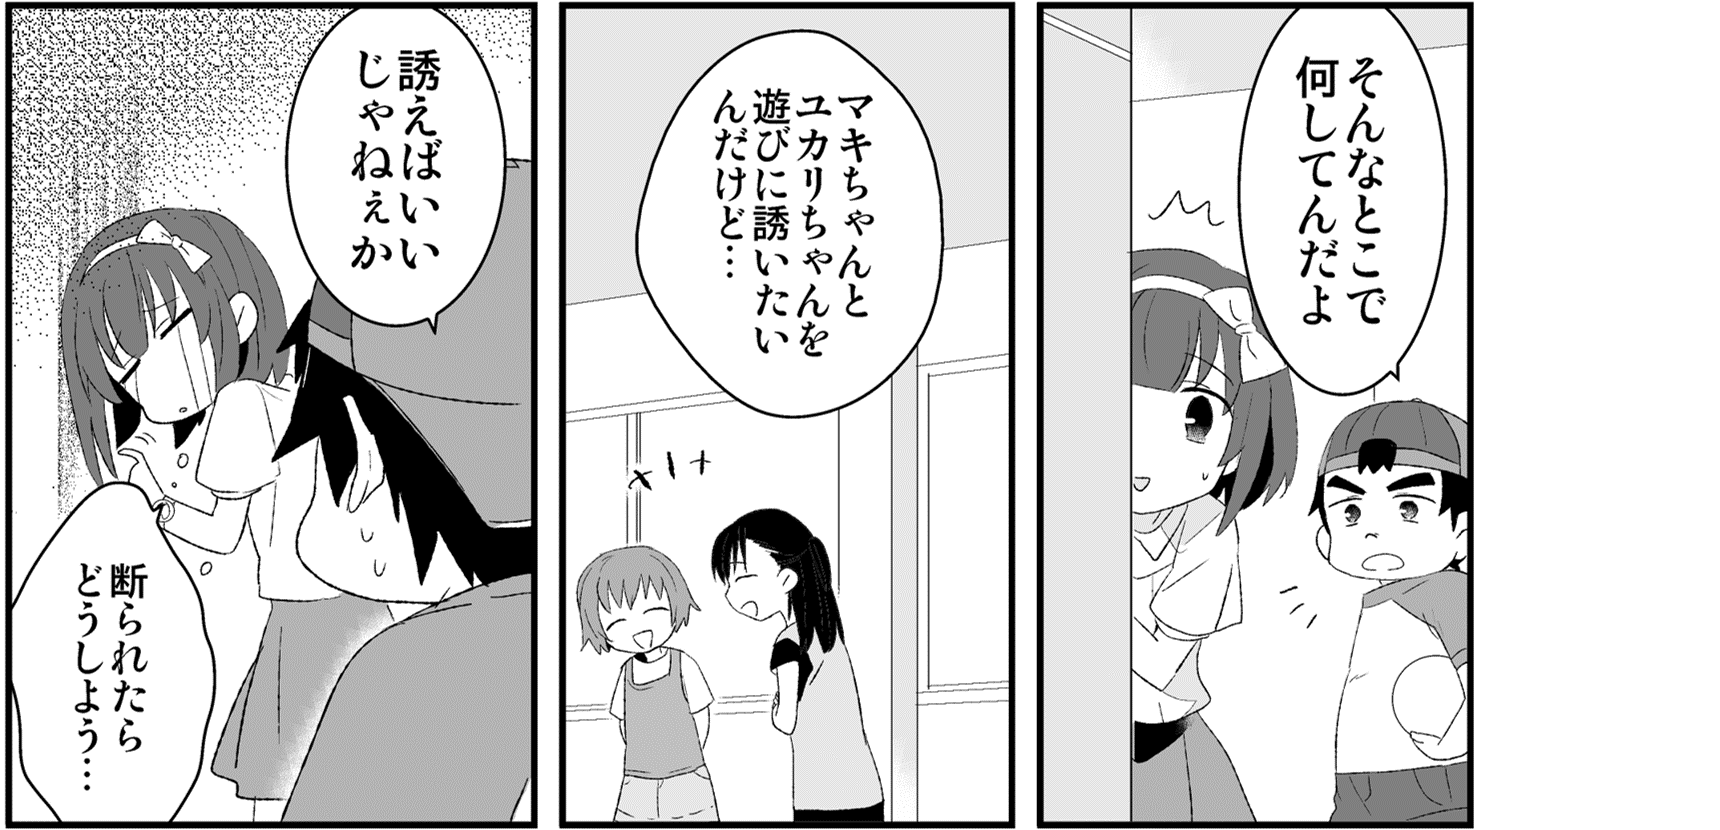 そんなとこで
何してんだよ
マキちゃんと
ユカリちゃんを
遊びに誘いたい
んだけど…
誘えばいい
じゃねぇか
断られたら
どうしよう…